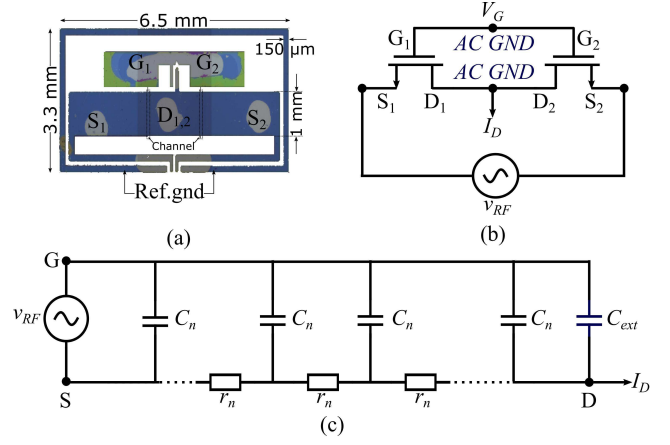 6.5 mm
150 μm
3.3 mm
G1
G2
S1
D1,2
S2
1 mm
Channel
Ref.gnd
(a)
VG
G1
AC GND
G2
AC GND
S1
D1
D2
S2
ID
vRF
(b)
G
vRF
Cn
Cn
Cn
Cn
Cext
S
rn
rn
rn
D
ID
(c)